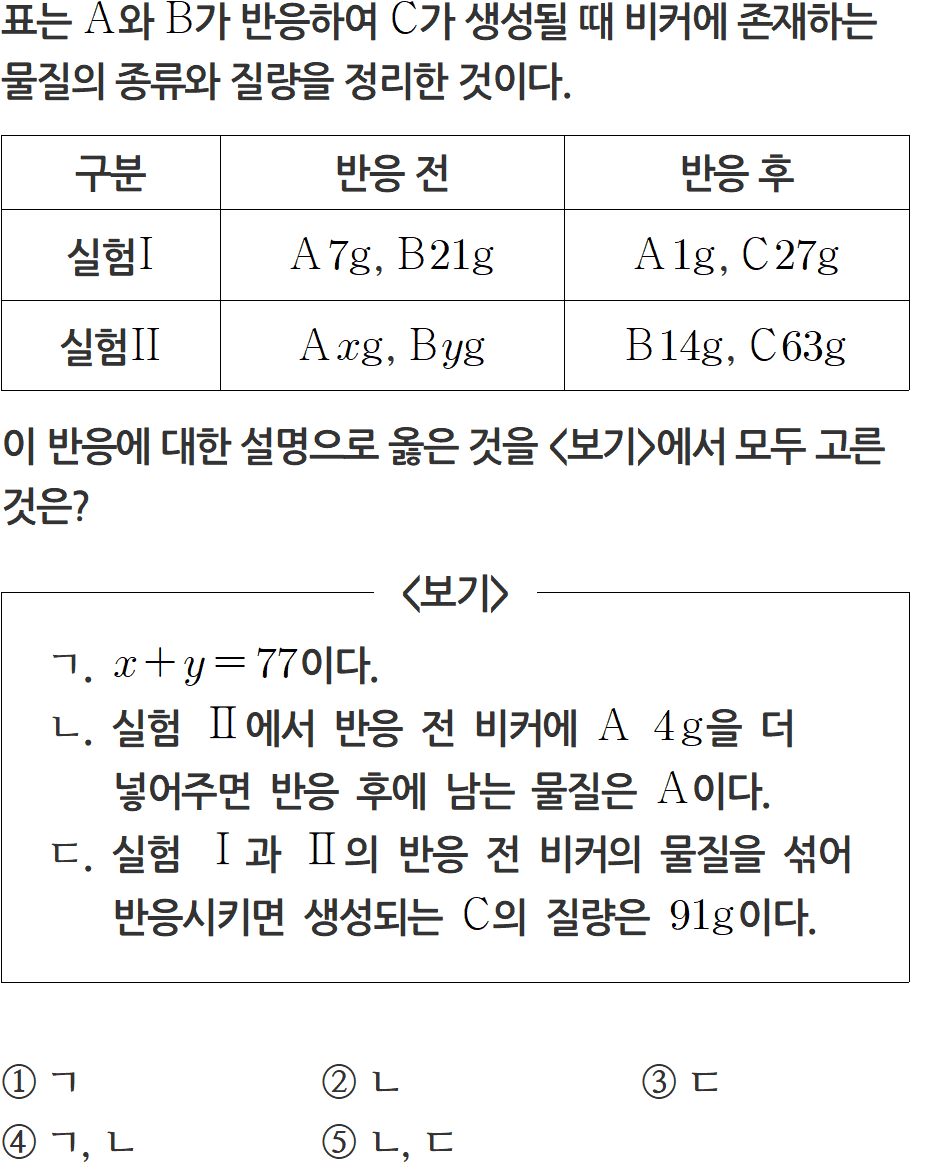 표는 A와 B가 반응하여 C가 생성될 때 비커에 존재하는
물질의 종류와 질량을 정리한 것이다.
구분 반응 전 반응 후
실험Ⅰ A 7g, B 21g A 1g, C 27g
실험Ⅱ A xg, B yg B 14g, C 63g
이 반응에 대한 설명으로 옳은 것을 <보기>에서 모두 고른
것은?
<보기>
ㄱ. x+y=77이다.
ㄴ. 실험 Ⅱ에서 반응 전 비커에 A 4g을 더
넣어주면 반응 후에 남는 물질은 A이다.
ㄷ. 실험 Ⅰ과 Ⅱ의 반응 전 비커의 물질을 섞어
반응시키면 생성되는 C의 질량은 91g이다.
① ㄱ ② ㄴ ③ ㄷ
④ ㄱ, ㄴ ⑤ ㄴ, ㄷ